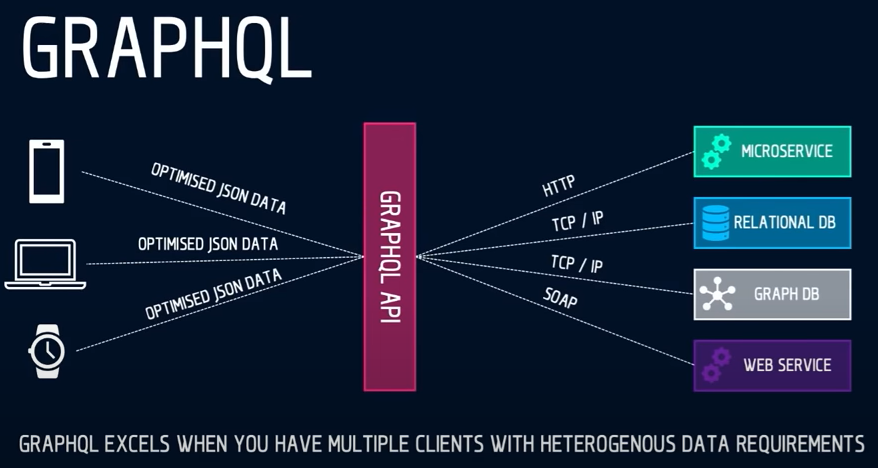 GRAPHQL
OPTIMISED JSON DATA
OPTIMISED JSON DATA
OPTIMISED JSON DATA
GRAPHQL API
HTTP
TCP / IP
TCP / IP
SOAP
MICROSERVICE
RELATIONAL DB
GRAPH DB
WEB SERVICE
GRAPHQL EXCELS WHEN YOU HAVE MULTIPLE CLIENTS WITH HETEROGENOUS DATA REQUIREMENTS